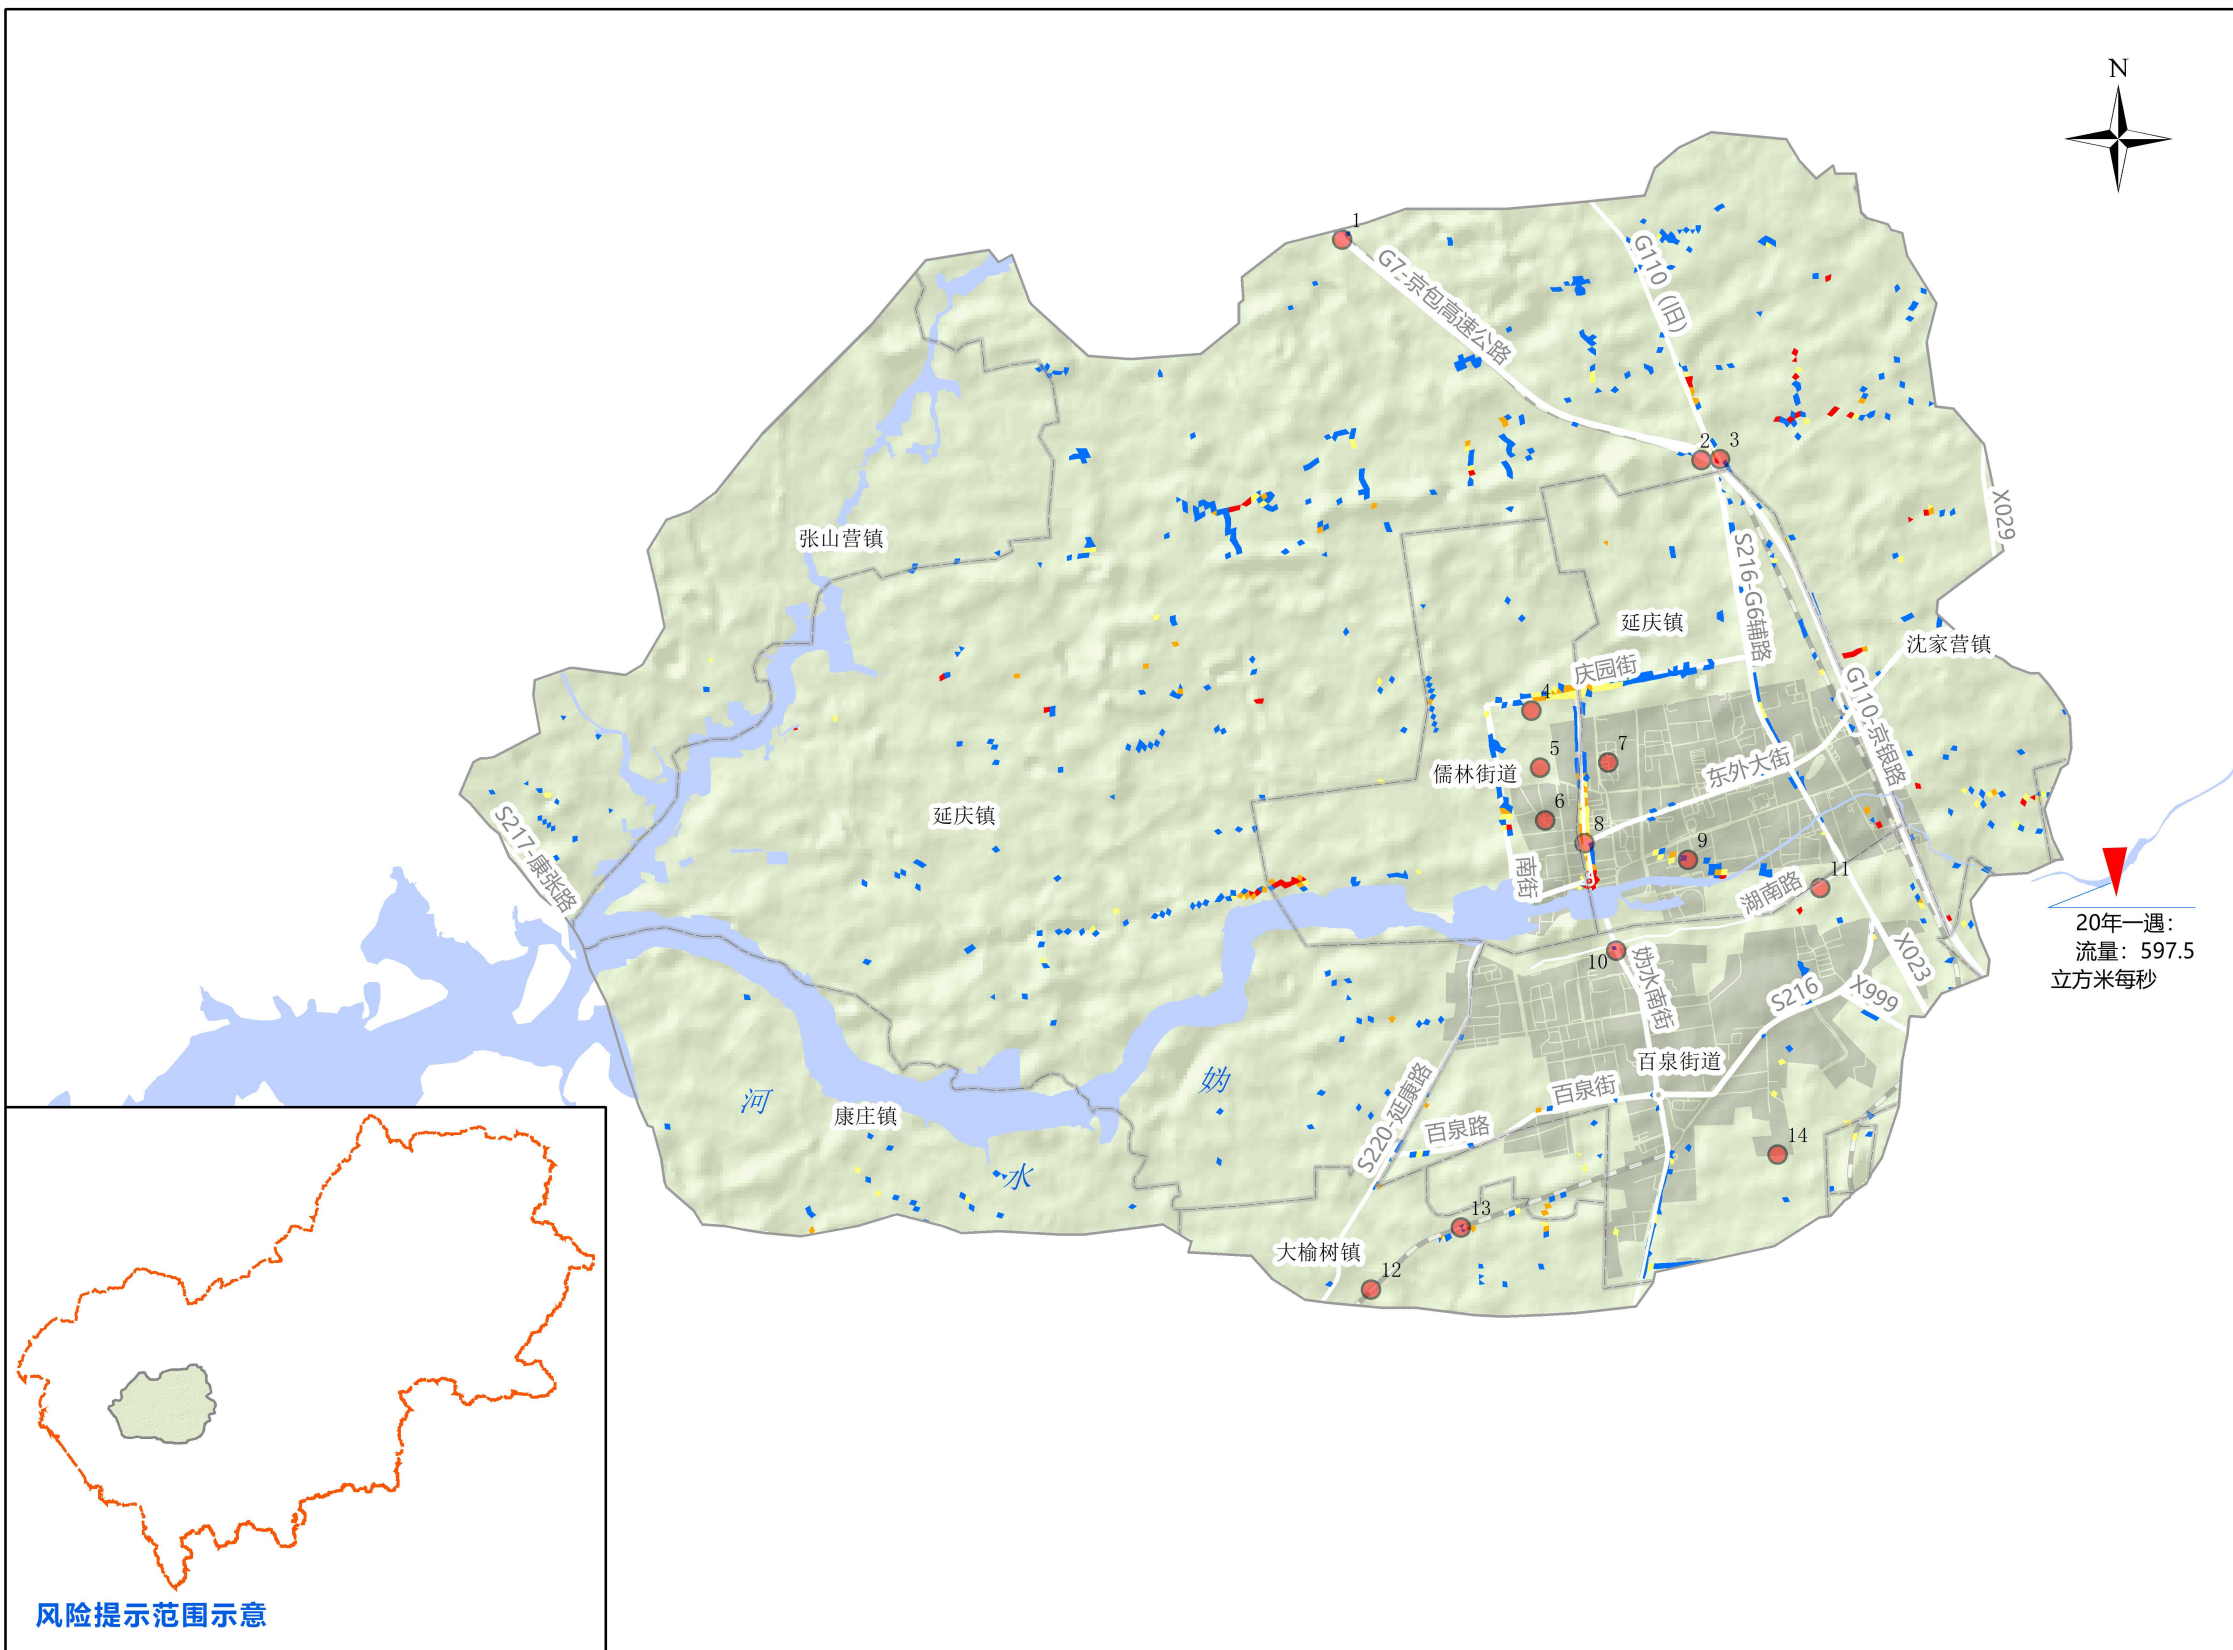 N
1
G7-京包高速公路
G110（旧）
2
3
X029
张山营镇
S216-G6辅路
延庆镇
沈家营镇
庆园街
4
G110-京银路
5
7
儒林街道
东外大街
延庆镇
6
8
S217-康张路
9
南街
11
湖南路
20年一遇：
流量：597.5
立方米每秒
10
妫水南街
X023
S216
X999
百泉街道
妫
河
水
康庄镇
S220-延康路
百泉街
百泉路
14
13
大榆树镇
12
风险提示范围示意